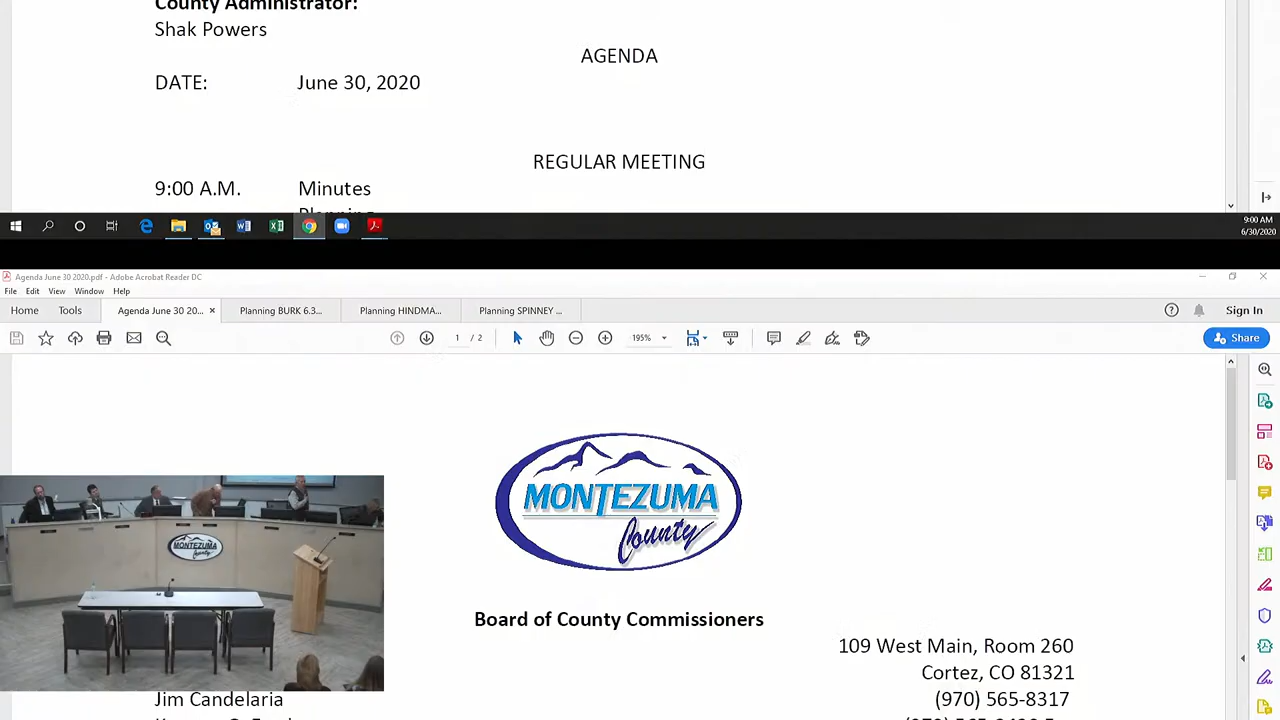 County Administrator:
Shak Powers
AGENDA
DATE: June 30, 2020
REGULAR MEETING
9:00 A.M. Minutes
Planning
9:00 AM
6/30/2020
Agenda June 30 2020.pdf - Adobe Acrobat Reader DC
File Edit View Window Help
Home Tools Agenda June 30 20... × Planning BURK 6.3... Planning HINDMA... Planning SPINNEY ... Sign In
1 / 2 195% Share
MONTEZUMA
County
Board of County Commissioners
109 West Main, Room 260
Cortez, CO 81321
Jim Candelaria (970) 565-8317
MONTEZUMA
County